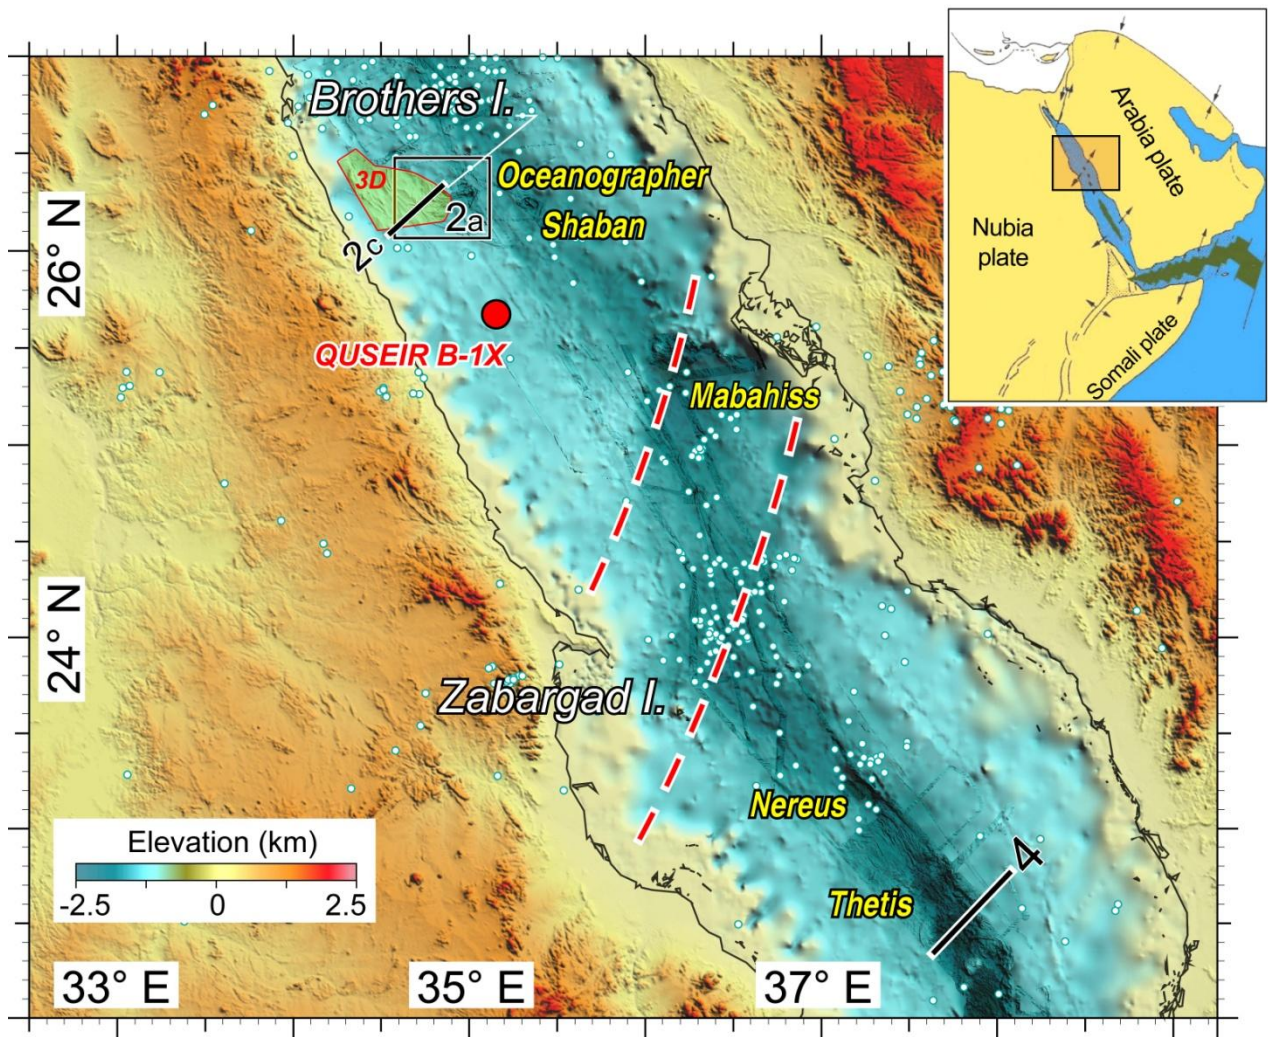 Brothers I.
3D
Oceanographer
Shaban
2a
2c
26° N
QUSEIR B-1X
Mabahiss
24° N
Zabargad I.
Nereus
Thetis
4
Elevation (km)
-2.5 0 2.5
33° E 35° E 37° E
Arabia plate
Nubia
plate
Somali plate